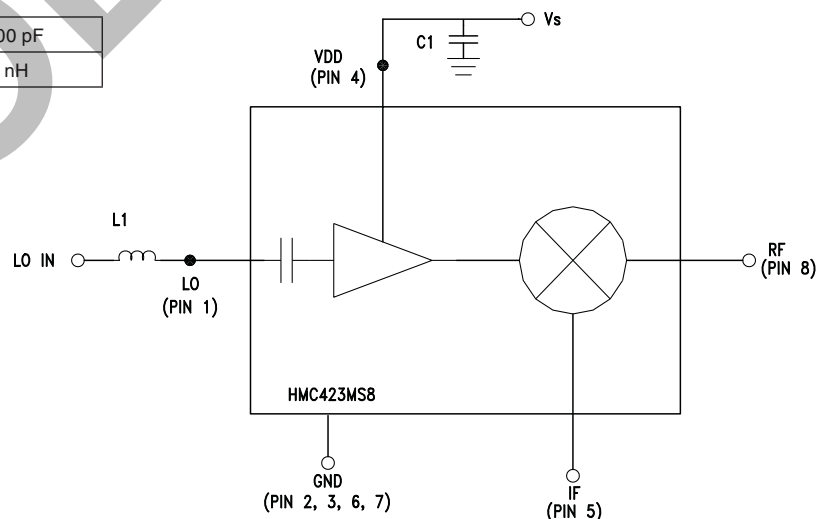 00 pF
nH
Vs
C1
VDD
(PIN 4)
L1
LO IN
LO
(PIN 1)
RF
(PIN 8)
HMC423MS8
GND
(PIN 2, 3, 6, 7)
IF
(PIN 5)